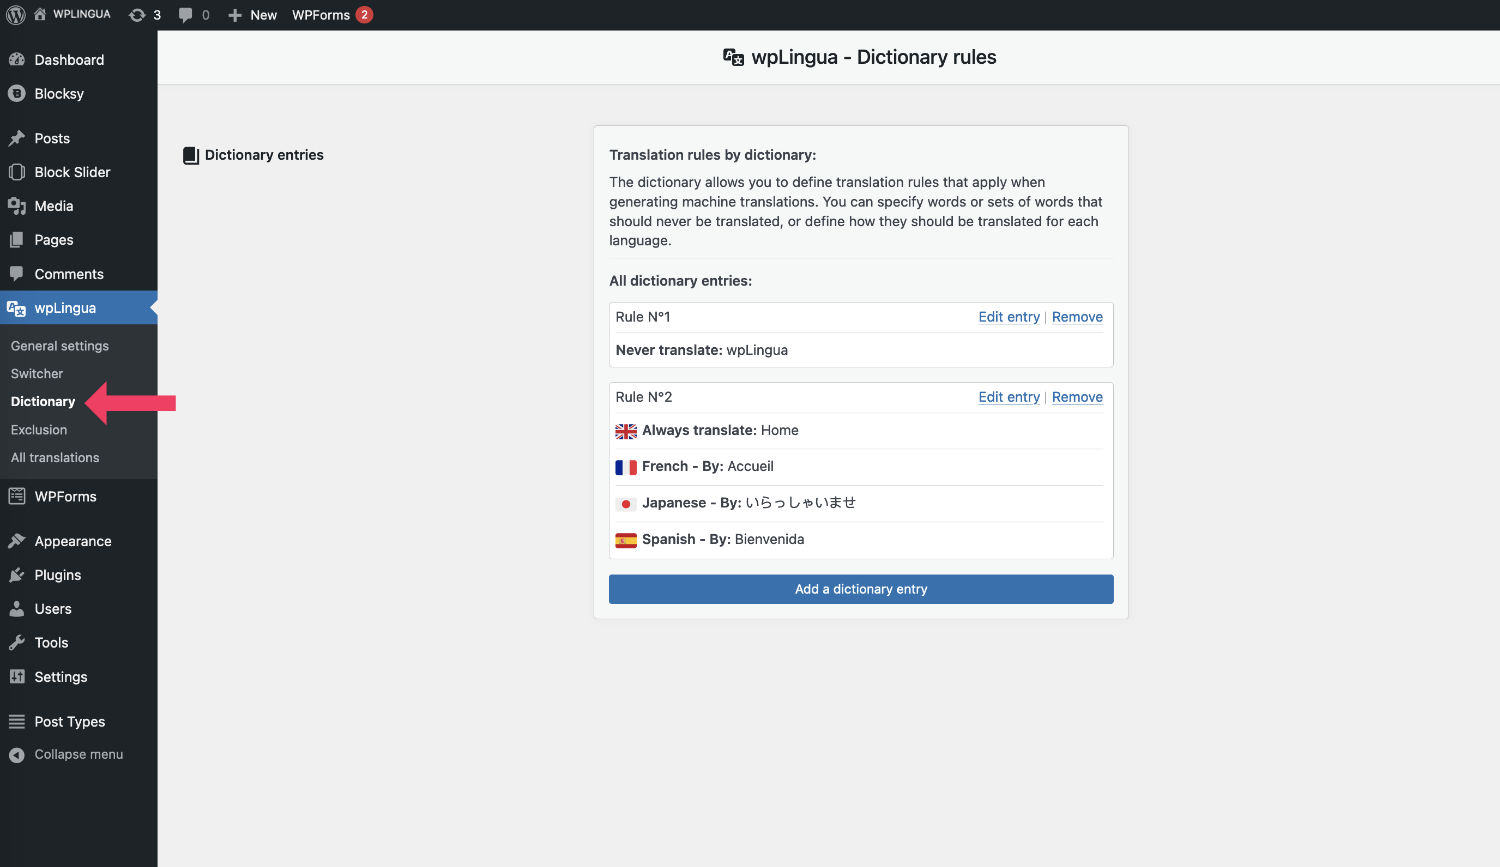 WPLINGUA 3 0 New WPForms 2
wpLingua - Dictionary rules
Dashboard
Blocksy
Posts
Block Slider
Media
Pages
Comments
wpLingua
General settings
Switcher
Dictionary
Exclusion
All translations
WPForms
Appearance
Plugins
Users
Tools
Settings
Post Types
Collapse menu
Dictionary entries
Translation rules by dictionary:
The dictionary allows you to define translation rules that apply when
generating machine translations. You can specify words or sets of words that
should never be translated, or define how they should be translated for each
language.
All dictionary entries:
Rule N°1 Edit entry | Remove
Never translate: wpLingua
Rule N°2 Edit entry | Remove
Always translate: Home
French - By: Accueil
Japanese - By: いらっしゃいませ
Spanish - By: Bienvenida
Add a dictionary entry